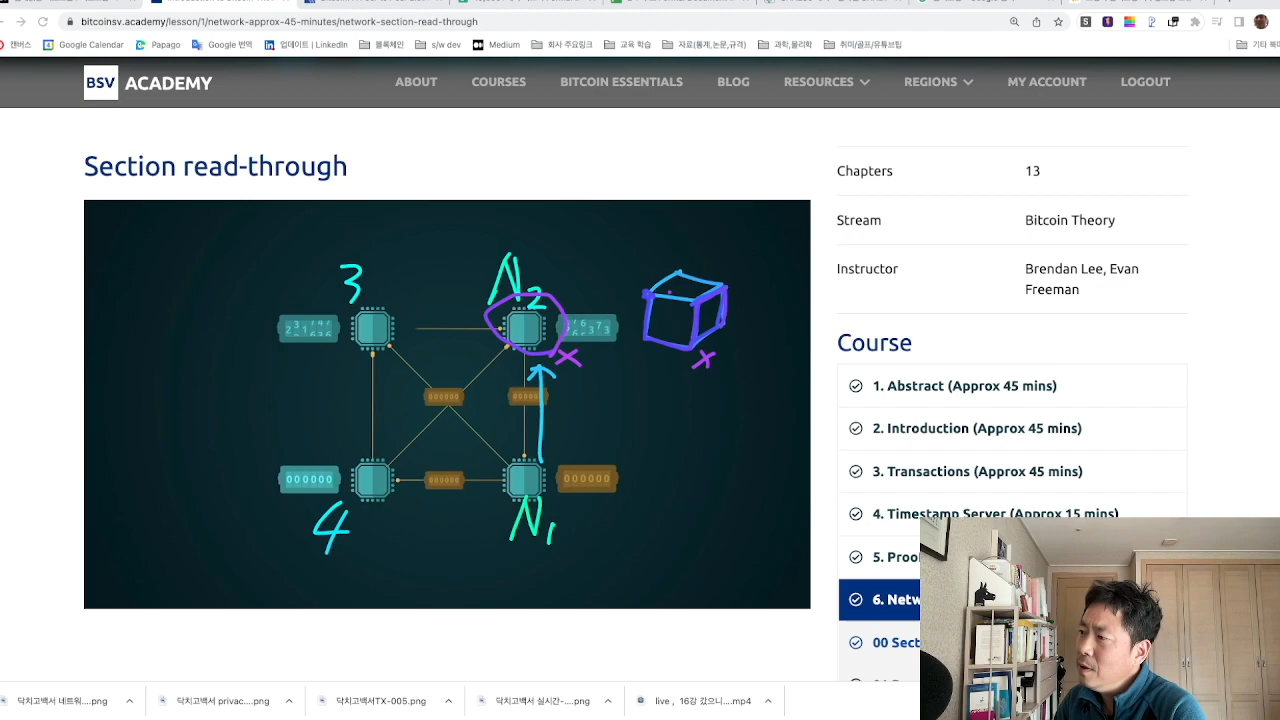 bitcoinsv.academy/lesson/1/network-approx-45-minutes/network-section-read-through
캔버스
Google Calendar
Papago
Google 번역
업데이트 | LinkedIn
블록체인
s/w dev
Medium
회사 주요링크
교육 학습
자료(통계,논문,규격)
과학,물리학
취미/골프/유튜브팁
BSV ACADEMY
ABOUT
COURSES
BITCOIN ESSENTIALS
BLOG
RESOURCES
REGIONS
MY ACCOUNT
LOGOUT
Section read-through
3
N2
x
x
000000
000000
000000
000000
000000
4
N1
Chapters 13
Stream Bitcoin Theory
Instructor Brendan Lee, Evan
Freeman
Course
1. Abstract (Approx 45 mins)
2. Introduction (Approx 45 mins)
3. Transactions (Approx 45 mins)
4. Timestamp Server (Approx 15 mins)
5. Proo
6. Netw
00 Sect
닥치고백서 네트워....png
닥치고백서 privac....png
닥치고백서TX-005.png
닥치고백서 실시간-....png
live , 16강 갔으니....mp4